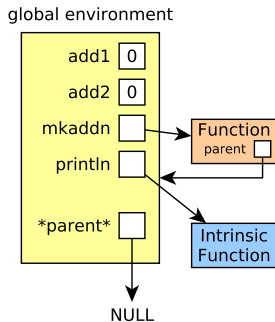 global environment
add1 0
add2 0
mkaddn
println
*parent*
Function
parent
Intrinsic
Function
NULL